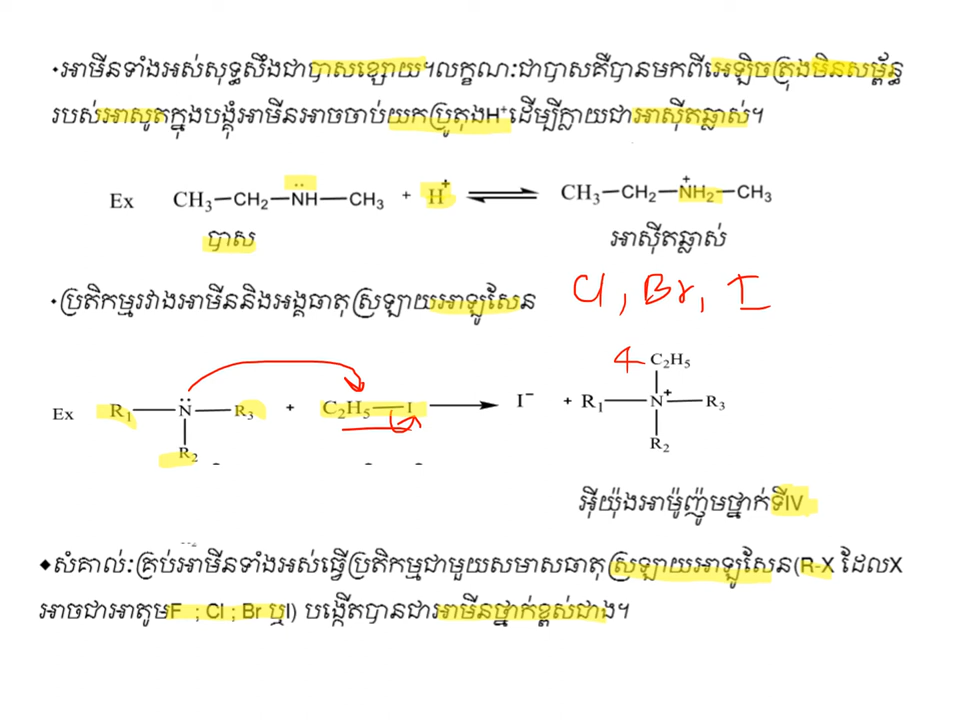 ·អាមីនទាំងអស់សុទ្ធសឹងជាបាសខ្សោយ។លក្ខណៈជាបាសគឺបានមកពីអេឡិចត្រុងមិនសម្ព័ន្ធ
របស់អាសូតក្នុងបង្គុំអាមីនអាចចាប់យកប្រូតុងH⁺ដើម្បីក្លាយជាអាស៊ីតឆ្លាស់។
Ex CH₃—CH₂—N̈H—CH₃ + H⁺ ⇌ CH₃—CH₂—N⁺H₂—CH₃
បាស អាស៊ីតឆ្លាស់
·ប្រតិកម្មរវាងអាមីននិងអង្គធាតុស្រឡាយអាឡូសែន Cl, Br, I
4 C₂H₅
Ex R₁—N̈—R₃ + C₂H₅—I ⟶ I⁻ + R₁—N⁺—R₃
R₂ R₂
អ៊ីយ៉ុងអាម៉ូញ៉ូមថ្នាក់ទីIV
◆សំគាល់ៈគ្រប់អាមីនទាំងអស់ធ្វើប្រតិកម្មជាមួយសមាសធាតុស្រឡាយអាឡូសែន(R-X ដែលX
អាចជាអាតូមF ; Cl ; Br ឬI) បង្កើតបានជាអាមីនថ្នាក់ខ្ពស់ជាង។